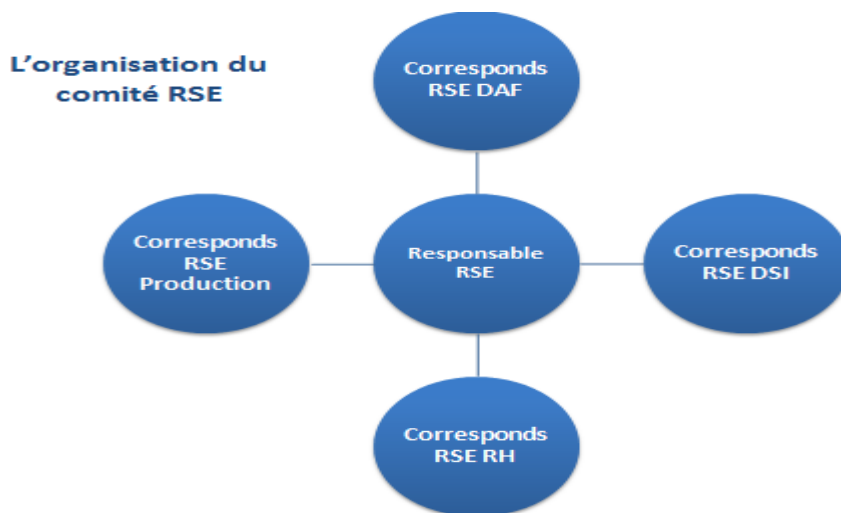 L'organisation du
comité RSE
Corresponds
RSE DAF
Corresponds
RSE
Production
Responsable
RSE
Corresponds
RSE DSI
Corresponds
RSE RH